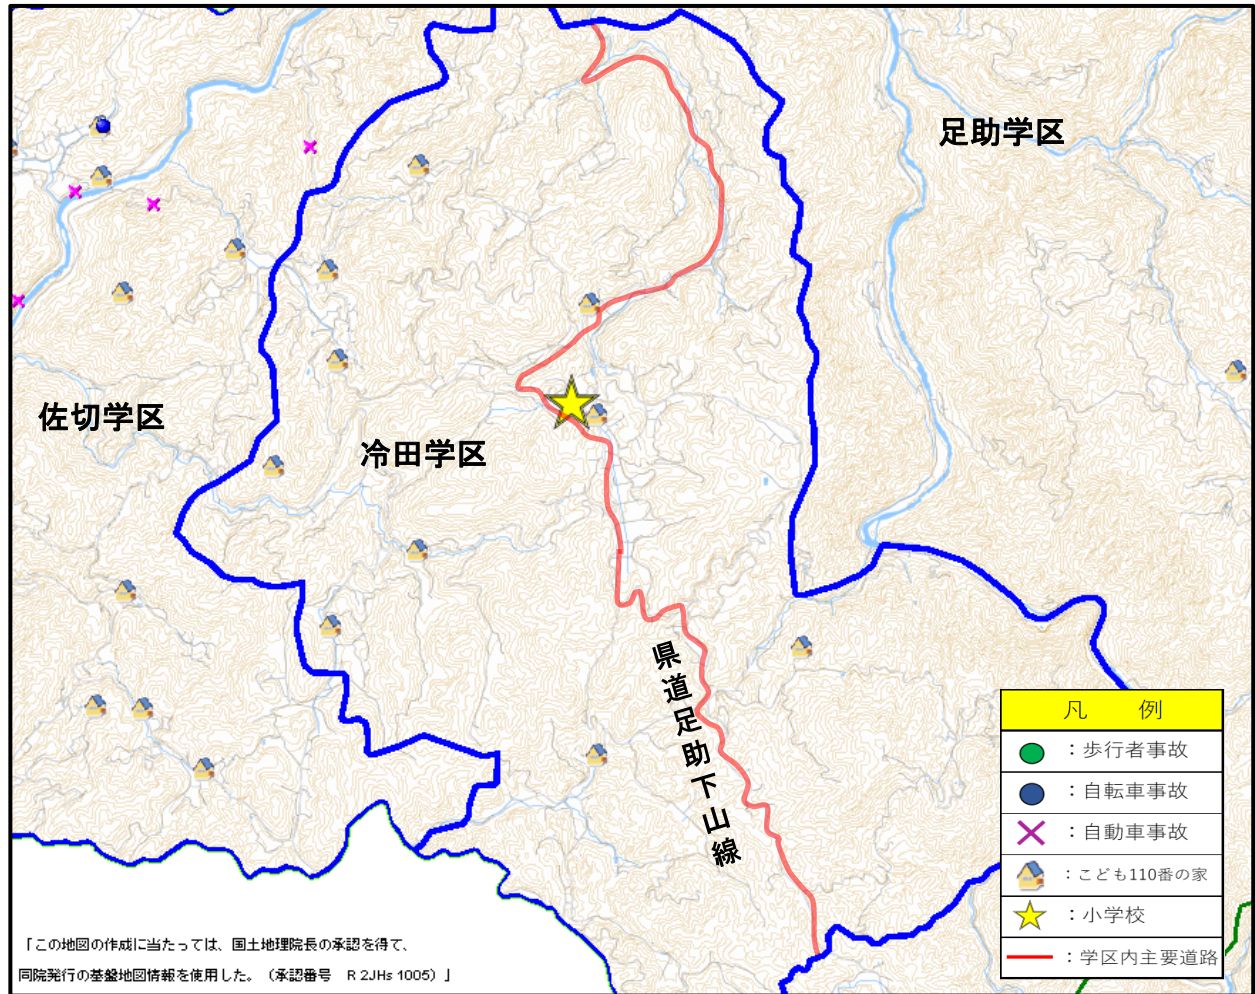 足助学区
佐切学区
冷田学区
県道足助下山線
凡　例
：歩行者事故
：自転車事故
：自動車事故
：こども110番の家
：小学校
：学区内主要道路
「この地図の作成に当たっては、国土地理院長の承認を得て、
同院発行の基盤地図情報を使用した。（承認番号　R 2JHs 1005）」